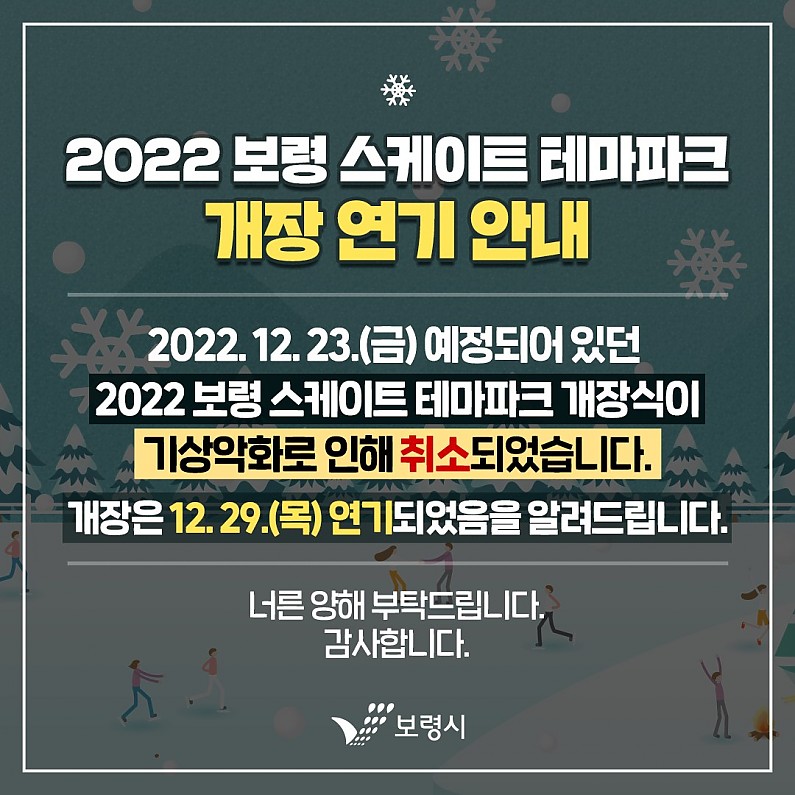 2022 보령 스케이트 테마파크
개장 연기 안내
2022. 12. 23.(금) 예정되어 있던
2022 보령 스케이트 테마파크 개장식이
기상악화로 인해 취소되었습니다.
개장은 12. 29.(목) 연기되었음을 알려드립니다.
너른 양해 부탁드립니다.
감사합니다.
보령시